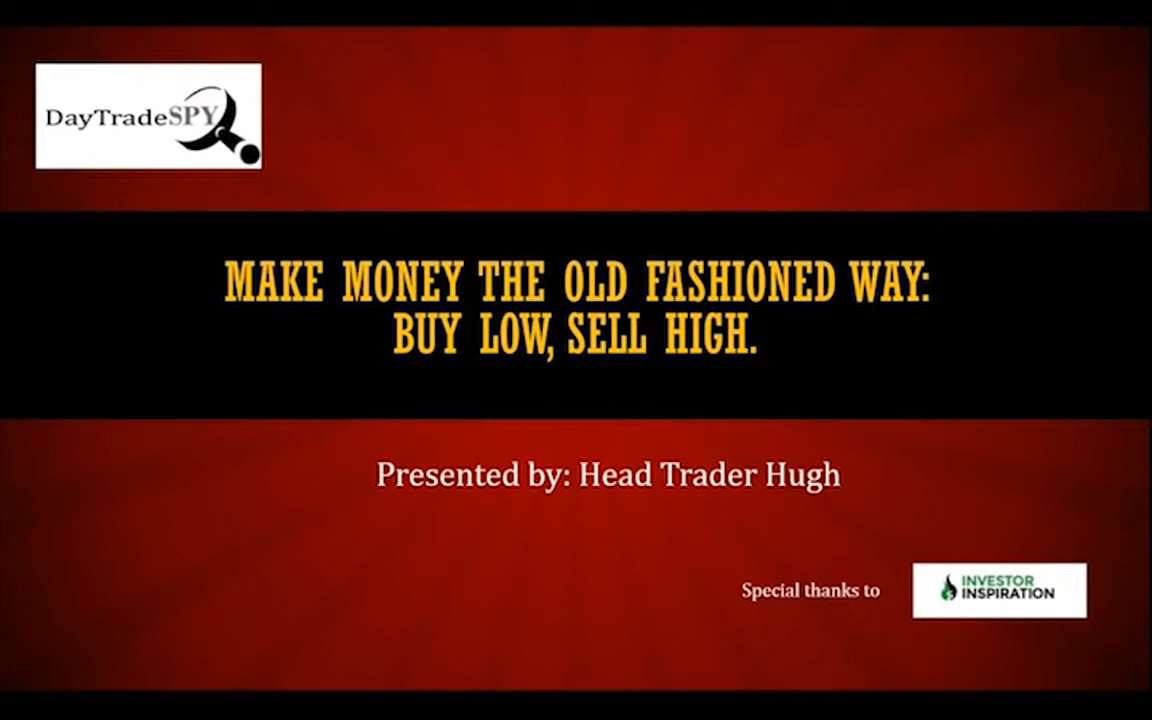 DayTradeSPY
MAKE MONEY THE OLD FASHIONED WAY:
BUY LOW, SELL HIGH.
Presented by: Head Trader Hugh
Special thanks to
INVESTOR
INSPIRATION